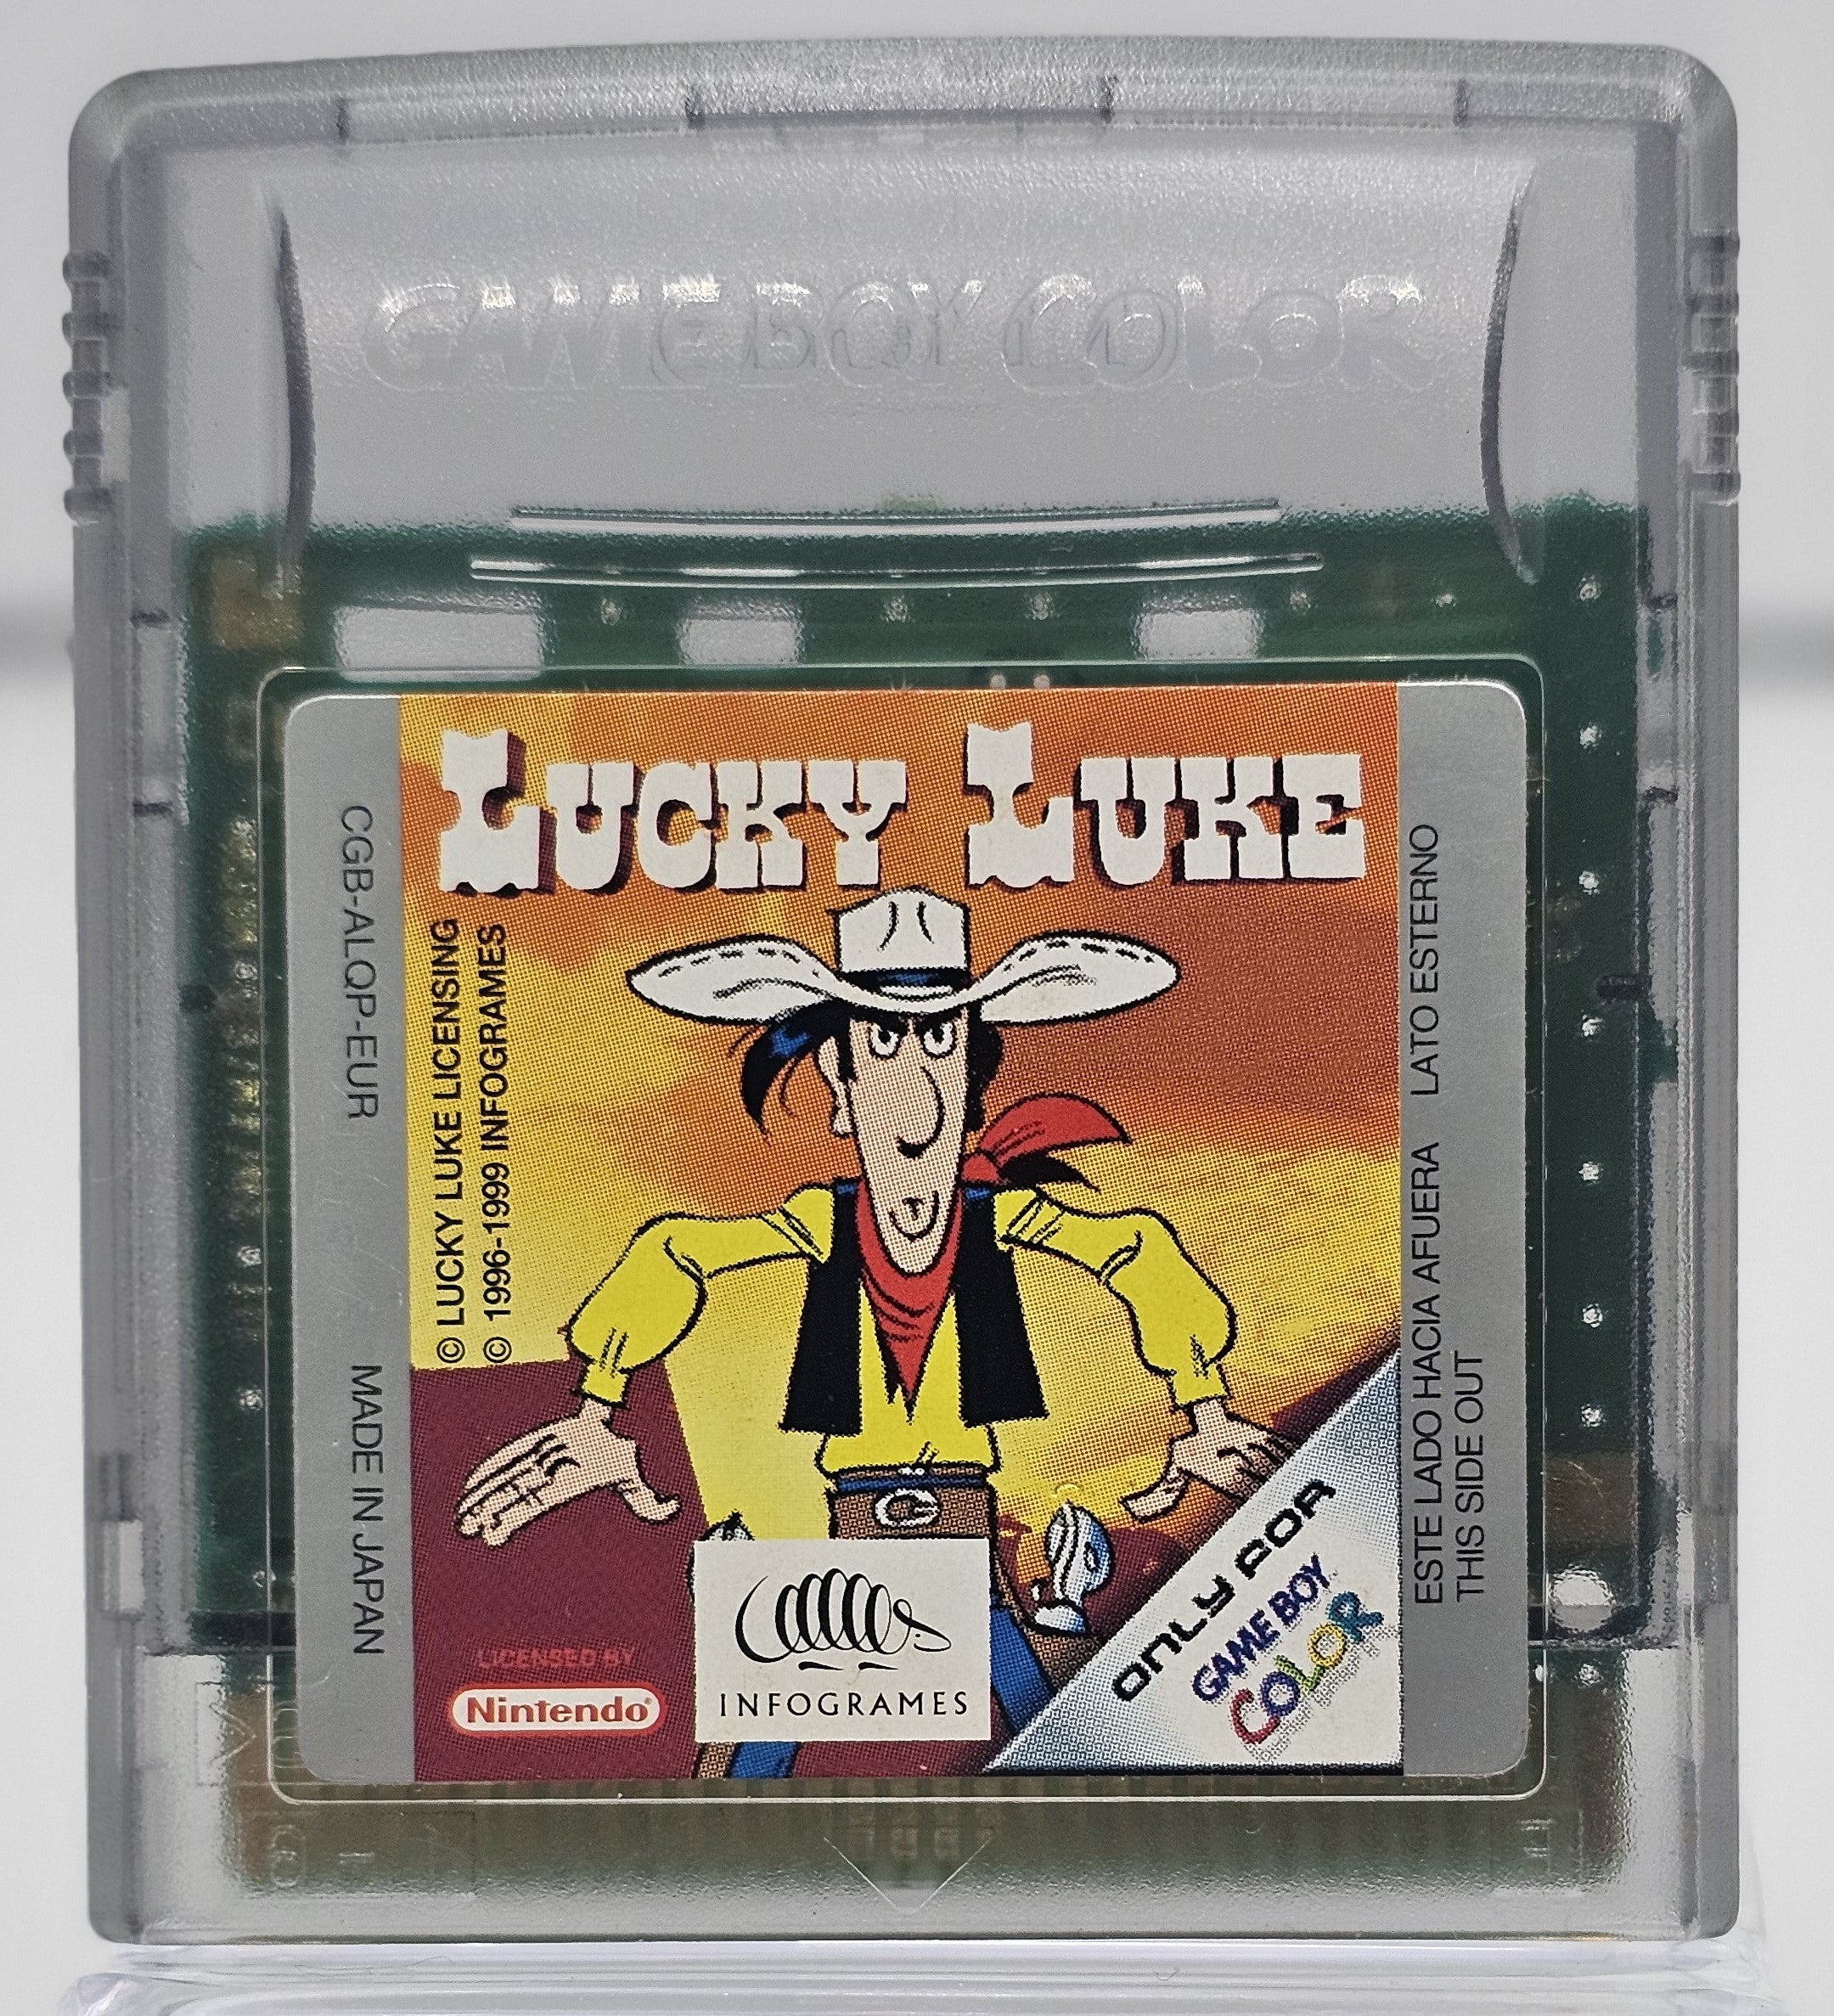 GAME BOY COLOR
LUCKY LUKE
CGB-ALQP-EUR
MADE IN JAPAN
© LUCKY LUKE LICENSING
© 1996-1999 INFOGRAMES
LICENSED BY
Nintendo®
INFOGRAMES
ONLY FOR
GAME BOY
COLOR
ESTE LADO HACIA AFUERA LATO ESTERNO
THIS SIDE OUT